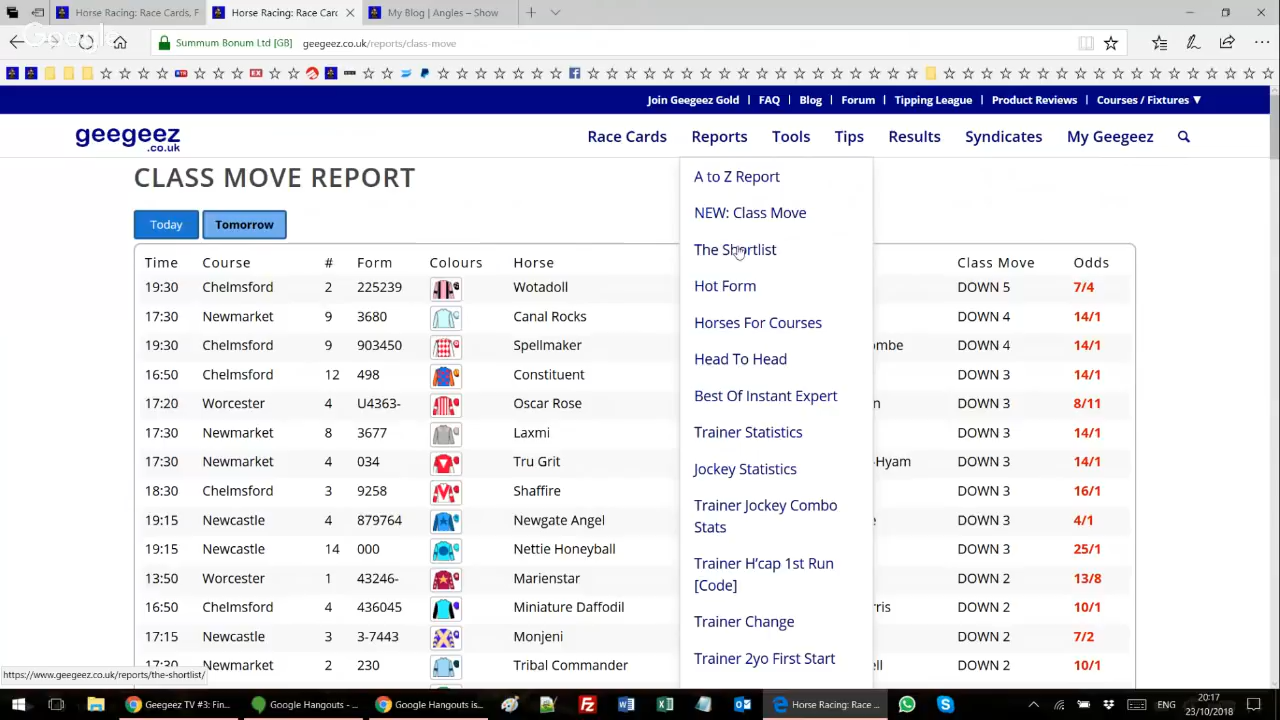 Horse Racing: Race Cards, F
Horse Racing: Race Card
My Blog | Angles – Show
Google
Summum Bonum Ltd [GB]
geegeez.co.uk/reports/class-move
Join Geegeez Gold | FAQ | Blog | Forum | Tipping League | Product Reviews | Courses / Fixtures ▼
geegeez
.co.uk
Race Cards Reports Tools Tips Results Syndicates My Geegeez
CLASS MOVE REPORT
Today Tomorrow
A to Z Report
NEW: Class Move
The Shortlist
Hot Form
Horses For Courses
Head To Head
Best Of Instant Expert
Trainer Statistics
Jockey Statistics
Trainer Jockey Combo
Stats
Trainer H'cap 1st Run
[Code]
Trainer Change
Trainer 2yo First Start
Time Course # Form Colours Horse Class Move Odds
19:30 Chelmsford 2 225239 Wotadoll DOWN 5 7/4
17:30 Newmarket 9 3680 Canal Rocks DOWN 4 14/1
19:30 Chelmsford 9 903450 Spellmaker ombe DOWN 4 14/1
16:50 Chelmsford 12 498 Constituent DOWN 3 14/1
17:20 Worcester 4 U4363- Oscar Rose n DOWN 3 8/11
17:30 Newmarket 8 3677 Laxmi DOWN 3 14/1
17:30 Newmarket 4 034 Tru Grit -Hyam DOWN 3 14/1
18:30 Chelmsford 3 9258 Shaffire DOWN 3 16/1
19:15 Newcastle 4 879764 Newgate Angel e DOWN 3 4/1
19:15 Newcastle 14 000 Nettie Honeyball DOWN 3 25/1
13:50 Worcester 1 43246- Marienstar DOWN 2 13/8
16:50 Chelmsford 4 436045 Miniature Daffodil rris DOWN 2 10/1
17:15 Newcastle 3 3-7443 Monjeni DOWN 2 7/2
17:30 Newmarket 2 230 Tribal Commander ell DOWN 2 10/1
https://www.geegeez.co.uk/reports/the-shortlist/
Geegeez TV #3: Fin...
Google Hangouts - ...
Google Hangouts is...
Horse Racing: Race ...
20:17
23/10/2018